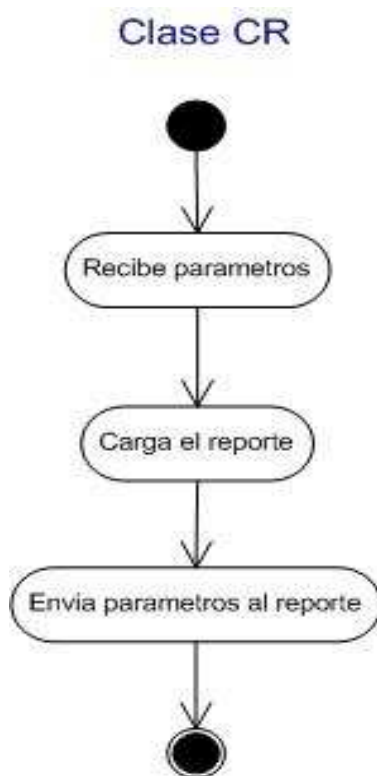 Clase CR
Recibe parametros
Carga el reporte
Envia parametros al reporte